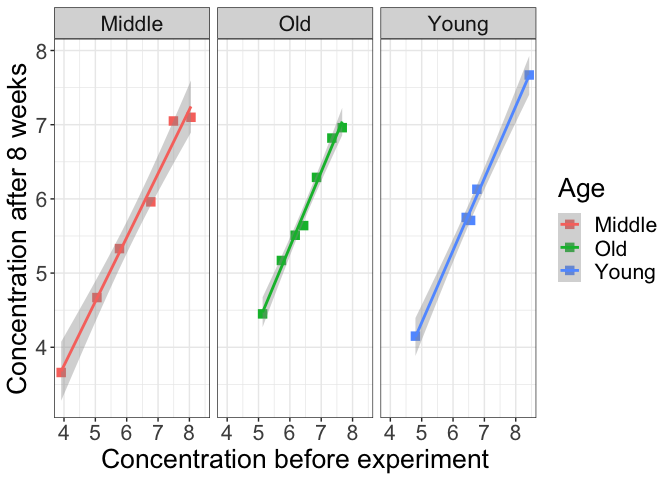 Middle Old Young
Concentration after 8 weeks
8
7
6
5
4
4 5 6 7 8 4 5 6 7 8 4 5 6 7 8
Concentration before experiment
Age
Middle
Old
Young